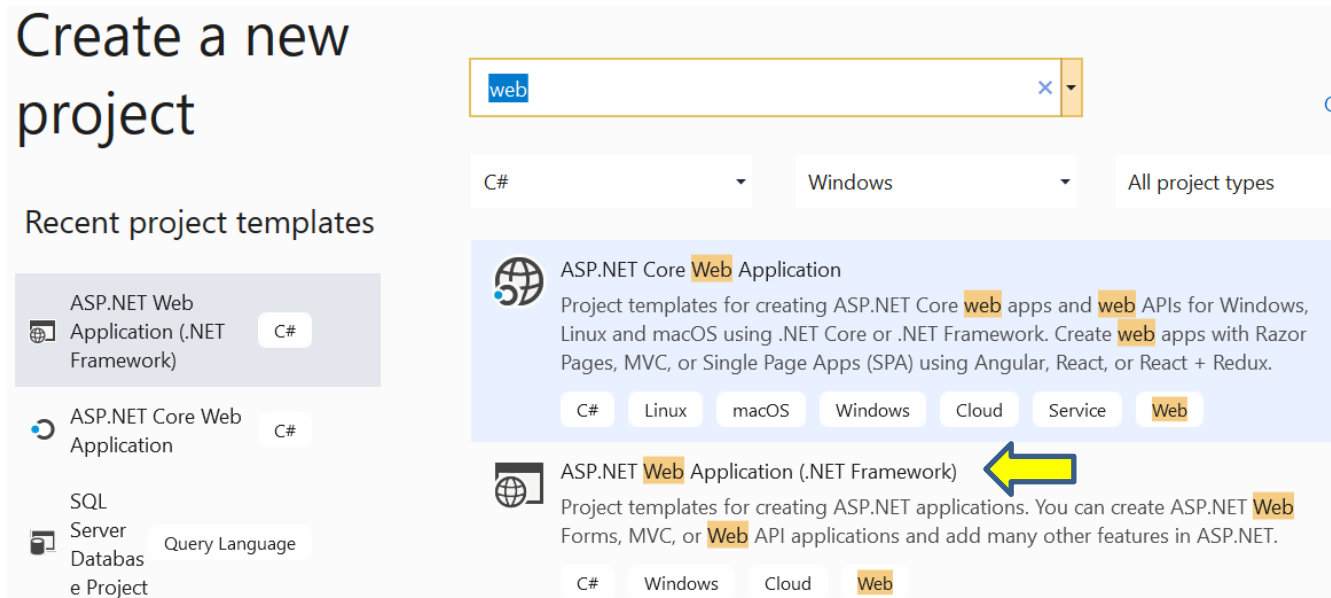 Create a new
project
Recent project templates
ASP.NET Web
Application (.NET
Framework)
C#
ASP.NET Core Web
Application
C#
SQL
Server
Databas
e Project
Query Language
web
C#
Windows
All project types
ASP.NET Core Web Application
Project templates for creating ASP.NET Core web apps and web APIs for Windows,
Linux and macOS using .NET Core or .NET Framework. Create web apps with Razor
Pages, MVC, or Single Page Apps (SPA) using Angular, React, or React + Redux.
C# Linux macOS Windows Cloud Service Web
ASP.NET Web Application (.NET Framework)
Project templates for creating ASP.NET applications. You can create ASP.NET Web
Forms, MVC, or Web API applications and add many other features in ASP.NET.
C# Windows Cloud Web